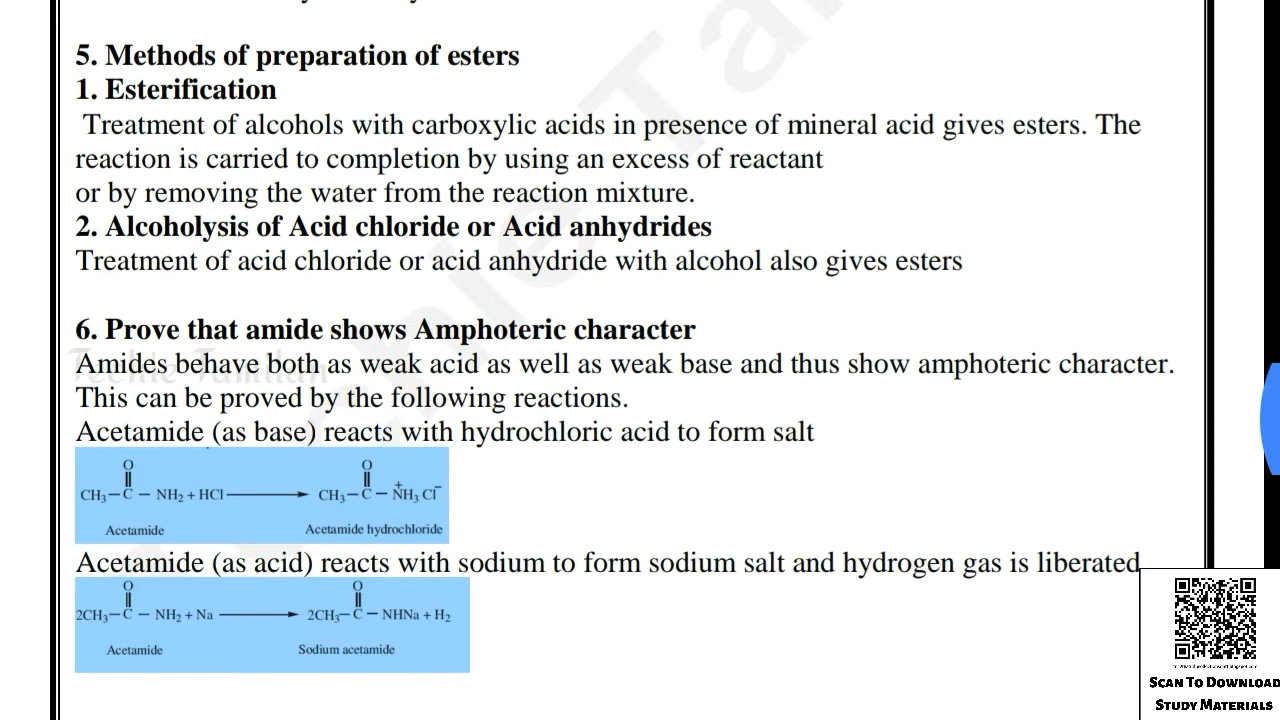 5. Methods of preparation of esters
1. Esterification
Treatment of alcohols with carboxylic acids in presence of mineral acid gives esters. The
reaction is carried to completion by using an excess of reactant
or by removing the water from the reaction mixture.
2. Alcoholysis of Acid chloride or Acid anhydrides
Treatment of acid chloride or acid anhydride with alcohol also gives esters
6. Prove that amide shows Amphoteric character
Techie Tamilan
Amides behave both as weak acid as well as weak base and thus show amphoteric character.
This can be proved by the following reactions.
Acetamide (as base) reacts with hydrochloric acid to form salt
O O
CH₃ – C – NH₂ + HCl ⟶ CH₃ – C – N⁺H₃ Cl⁻
Acetamide Acetamide hydrochloride
Acetamide (as acid) reacts with sodium to form sodium salt and hydrogen gas is liberated
O O
2CH₃ – C – NH₂ + Na ⟶ 2CH₃ – C – NHNa + H₂
Acetamide Sodium acetamide
SCAN TO DOWNLOAD
STUDY MATERIALS